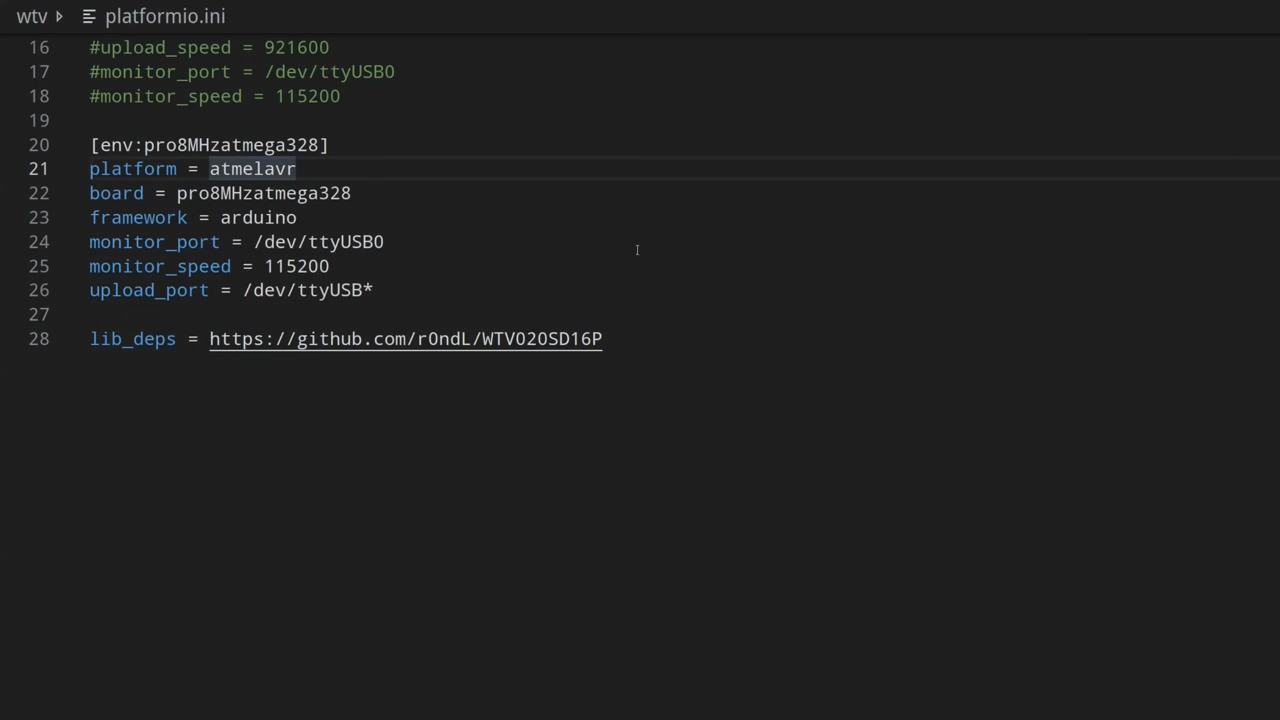 wtv platformio.ini
16 #upload_speed = 921600
17 #monitor_port = /dev/ttyUSB0
18 #monitor_speed = 115200
19
20 [env:pro8MHzatmega328]
21 platform = atmelavr
22 board = pro8MHzatmega328
23 framework = arduino
24 monitor_port = /dev/ttyUSB0
25 monitor_speed = 115200
26 upload_port = /dev/ttyUSB*
27
28 lib_deps = https://github.com/r0ndL/WTV020SD16P